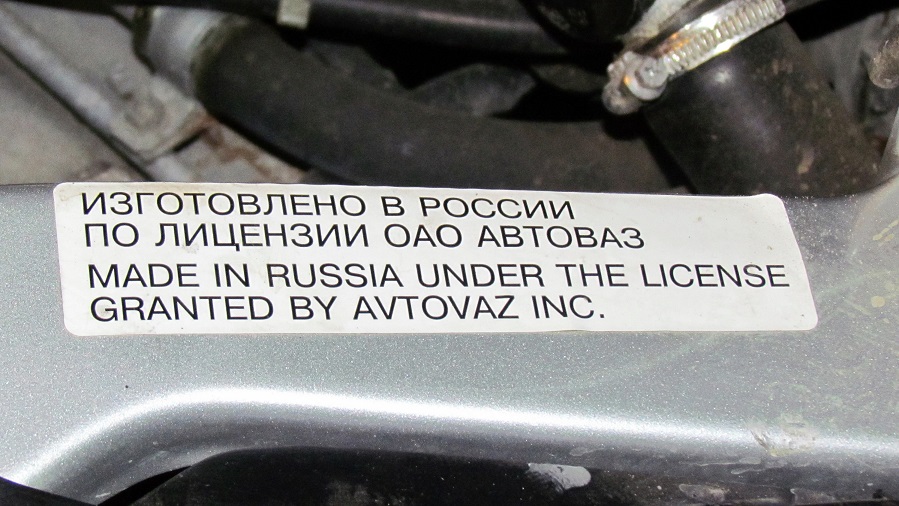 ИЗГОТОВЛЕНО В РОССИИ
ПО ЛИЦЕНЗИИ ОАО АВТОВАЗ
MADE IN RUSSIA UNDER THE LICENSE
GRANTED BY AVTOVAZ INC.